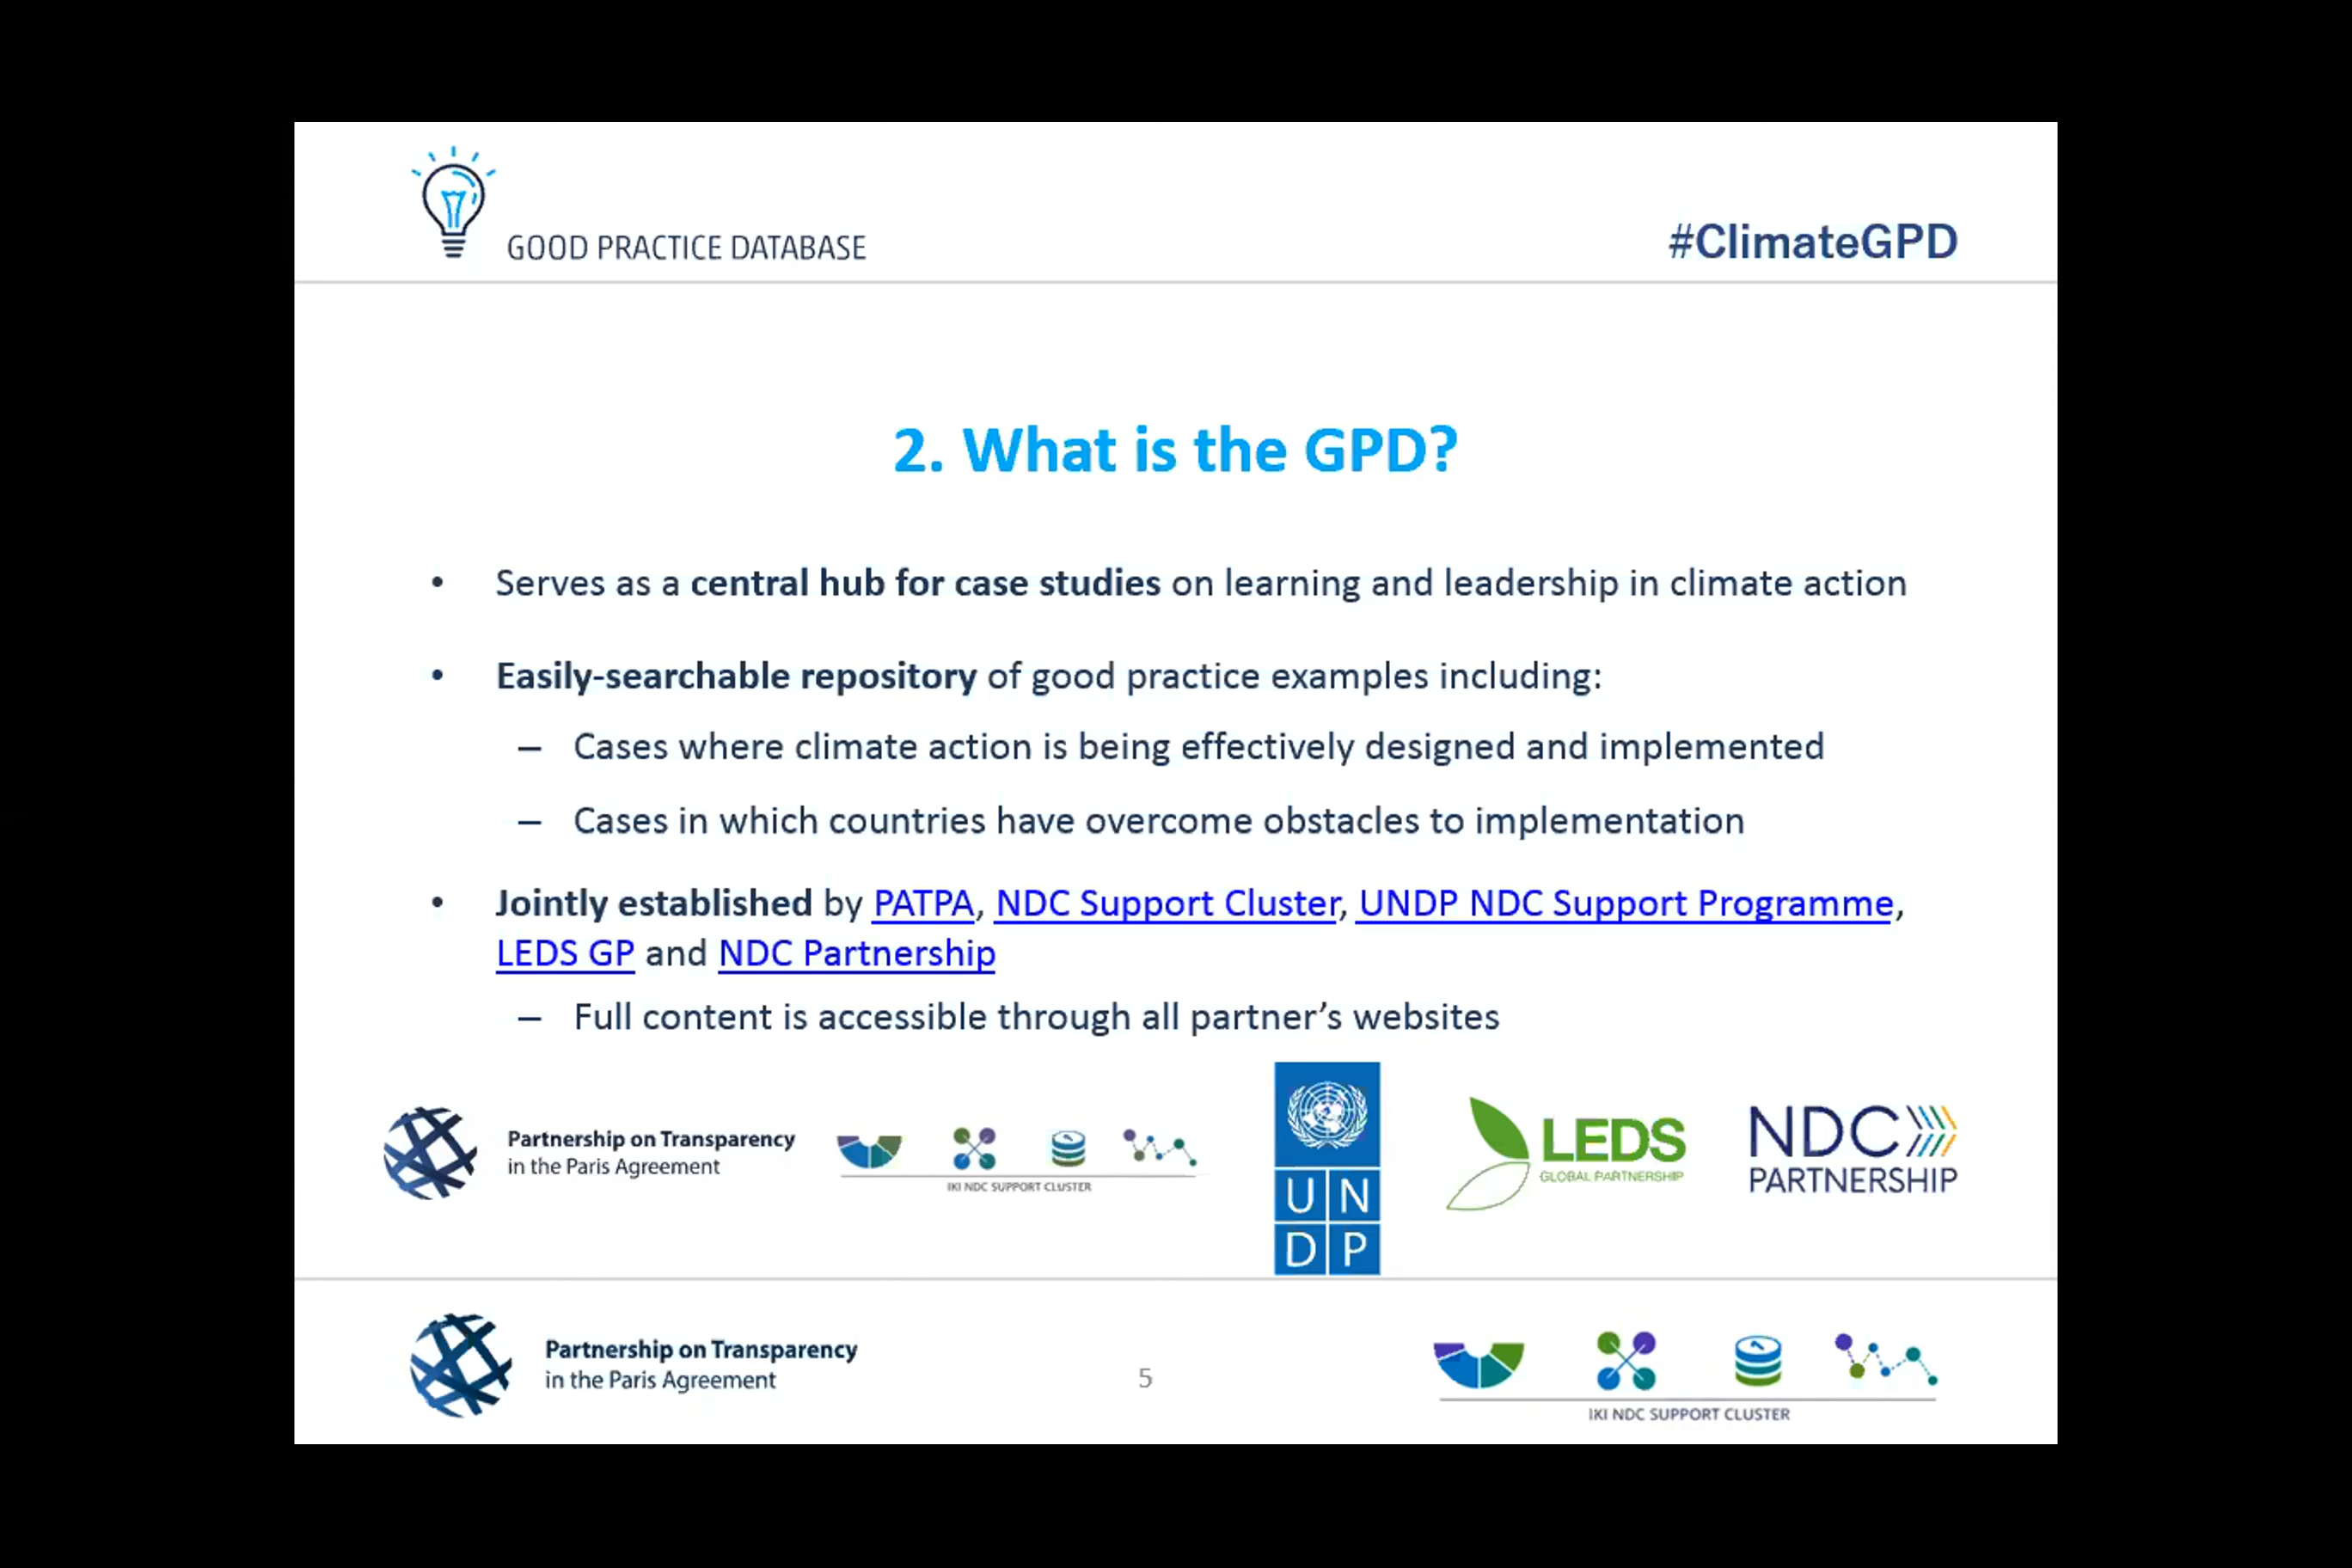 GOOD PRACTICE DATABASE
#ClimateGPD
2. What is the GPD?
• Serves as a central hub for case studies on learning and leadership in climate action
• Easily-searchable repository of good practice examples including:
– Cases where climate action is being effectively designed and implemented
– Cases in which countries have overcome obstacles to implementation
• Jointly established by PATPA, NDC Support Cluster, UNDP NDC Support Programme,
LEDS GP and NDC Partnership
– Full content is accessible through all partner’s websites
Partnership on Transparency
in the Paris Agreement
IKI NDC SUPPORT CLUSTER
U N
D P
LEDS
GLOBAL PARTNERSHIP
NDC
PARTNERSHIP
Partnership on Transparency
in the Paris Agreement
5
IKI NDC SUPPORT CLUSTER